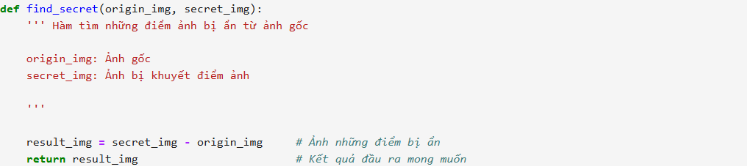 def find_secret(origin_img, secret_img):
    ''' Hàm tìm những điểm ảnh bị ẩn từ ảnh gốc
    origin_img: Ảnh gốc
    secret_img: Ảnh bị khuyết điểm ảnh
    '''
    result_img = secret_img - origin_img     # Ảnh những điểm bị ẩn
    return result_img                        # Kết quả đầu ra mong muốn